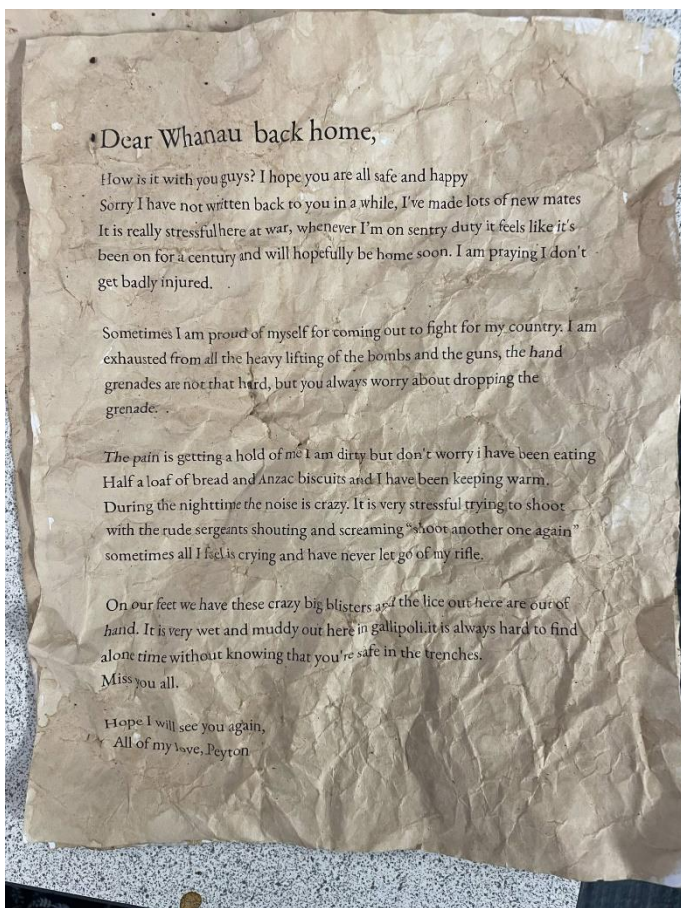 Dear Whanau back home,
How is it with you guys? I hope you are all safe and happy
Sorry I have not written back to you in a while, I've made lots of new mates
It is really stressful here at war, whenever I'm on sentry duty it feels like it's
been on for a century and will hopefully be home soon. I am praying I don't
get badly injured.
Sometimes I am proud of myself for coming out to fight for my country. I am
exhausted from all the heavy lifting of the bombs and the guns, the hand
grenades are not that hard, but you always worry about dropping the
grenade.
The pain is getting a hold of me I am dirty but don't worry i have been eating
Half a loaf of bread and Anzac biscuits and I have been keeping warm.
During the nighttime the noise is crazy. It is very stressful trying to shoot
with the rude sergeants shouting and screaming “shoot another one again”
sometimes all I feel is crying and have never let go of my rifle.
On our feet we have these crazy big blisters and the lice out here are out of
hand. It is very wet and muddy out here in gallipoli.it is always hard to find
alone time without knowing that you're safe in the trenches.
Miss you all.
Hope I will see you again,
All of my love, Peyton